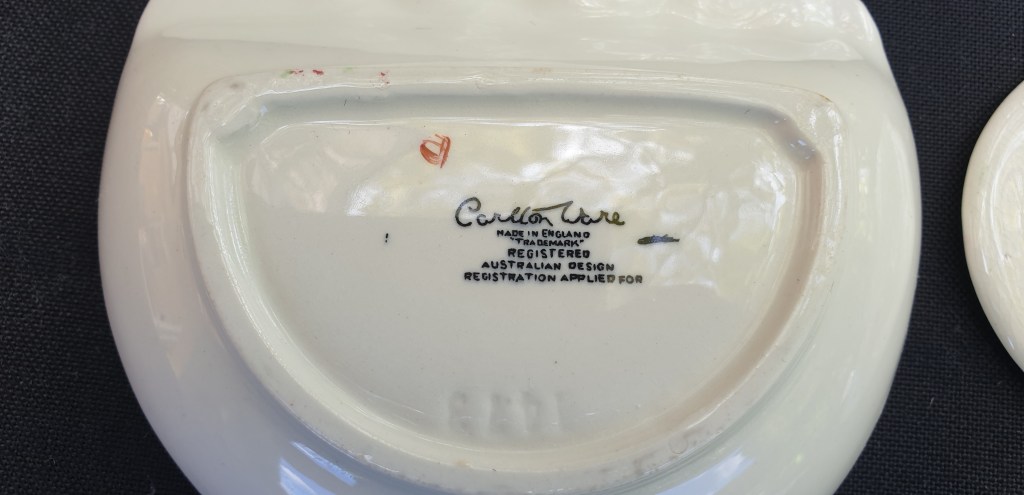 Carlton Ware
MADE IN ENGLAND
"TRADEMARK"
REGISTERED
AUSTRALIAN DESIGN
REGISTRATION APPLIED FOR